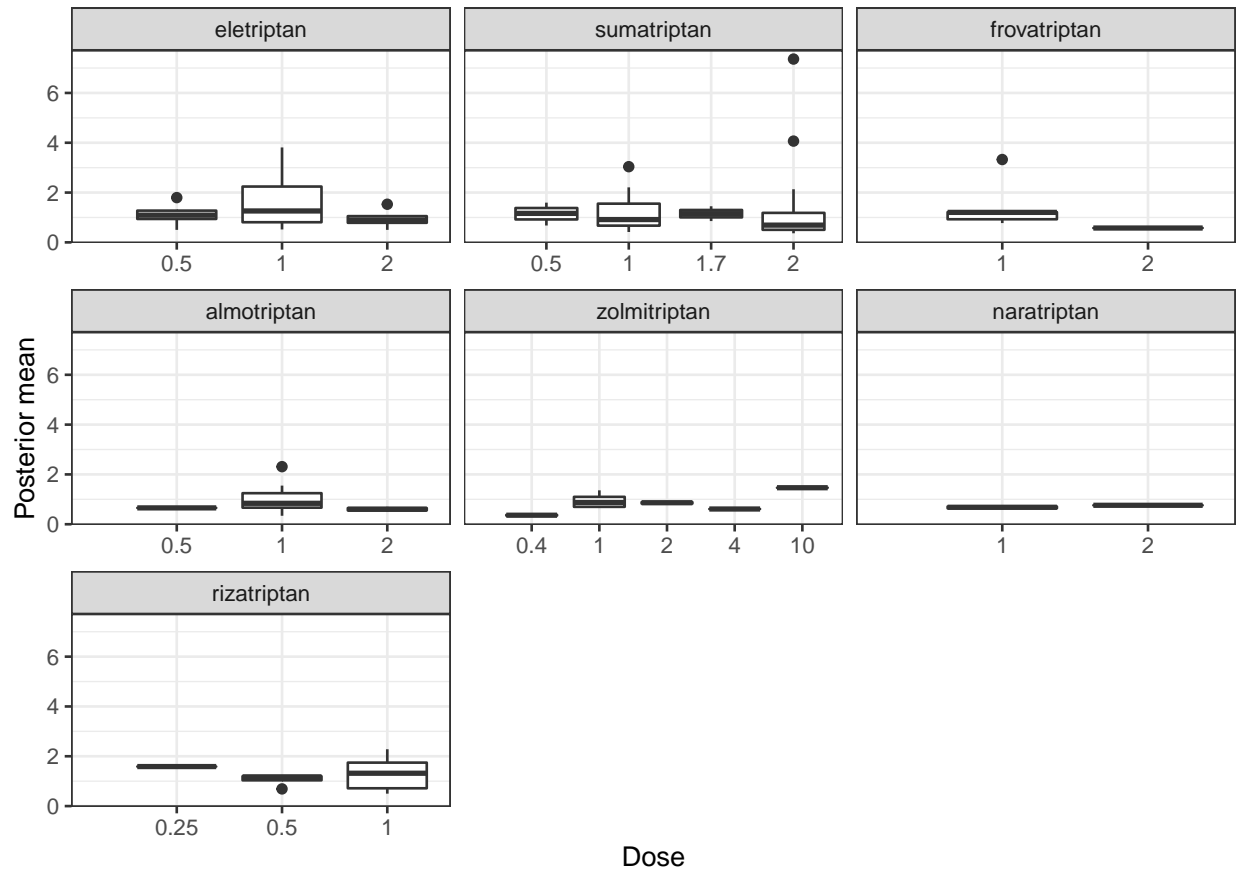 eletriptan sumatriptan frovatriptan
6
4
2
0
0.5 1 2 0.5 1 1.7 2 1 2
almotriptan zolmitriptan naratriptan
6
4
2
0
0.5 1 2 0.4 1 2 4 10 1 2
rizatriptan
6
4
2
0
0.25 0.5 1
Posterior mean
Dose